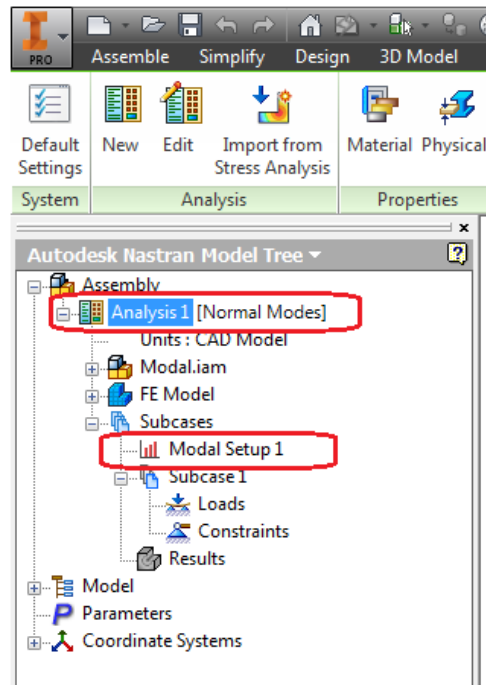 PRO
Assemble Simplify Design 3D Model
Default Settings
New
Edit
Import from Stress Analysis
Material
Physical
System
Analysis
Properties
x
Autodesk Nastran Model Tree
?
Assembly
Analysis 1 [Normal Modes]
Units : CAD Model
Modal.iam
FE Model
Subcases
Modal Setup 1
Subcase 1
Loads
Constraints
Results
Model
P Parameters
Coordinate Systems